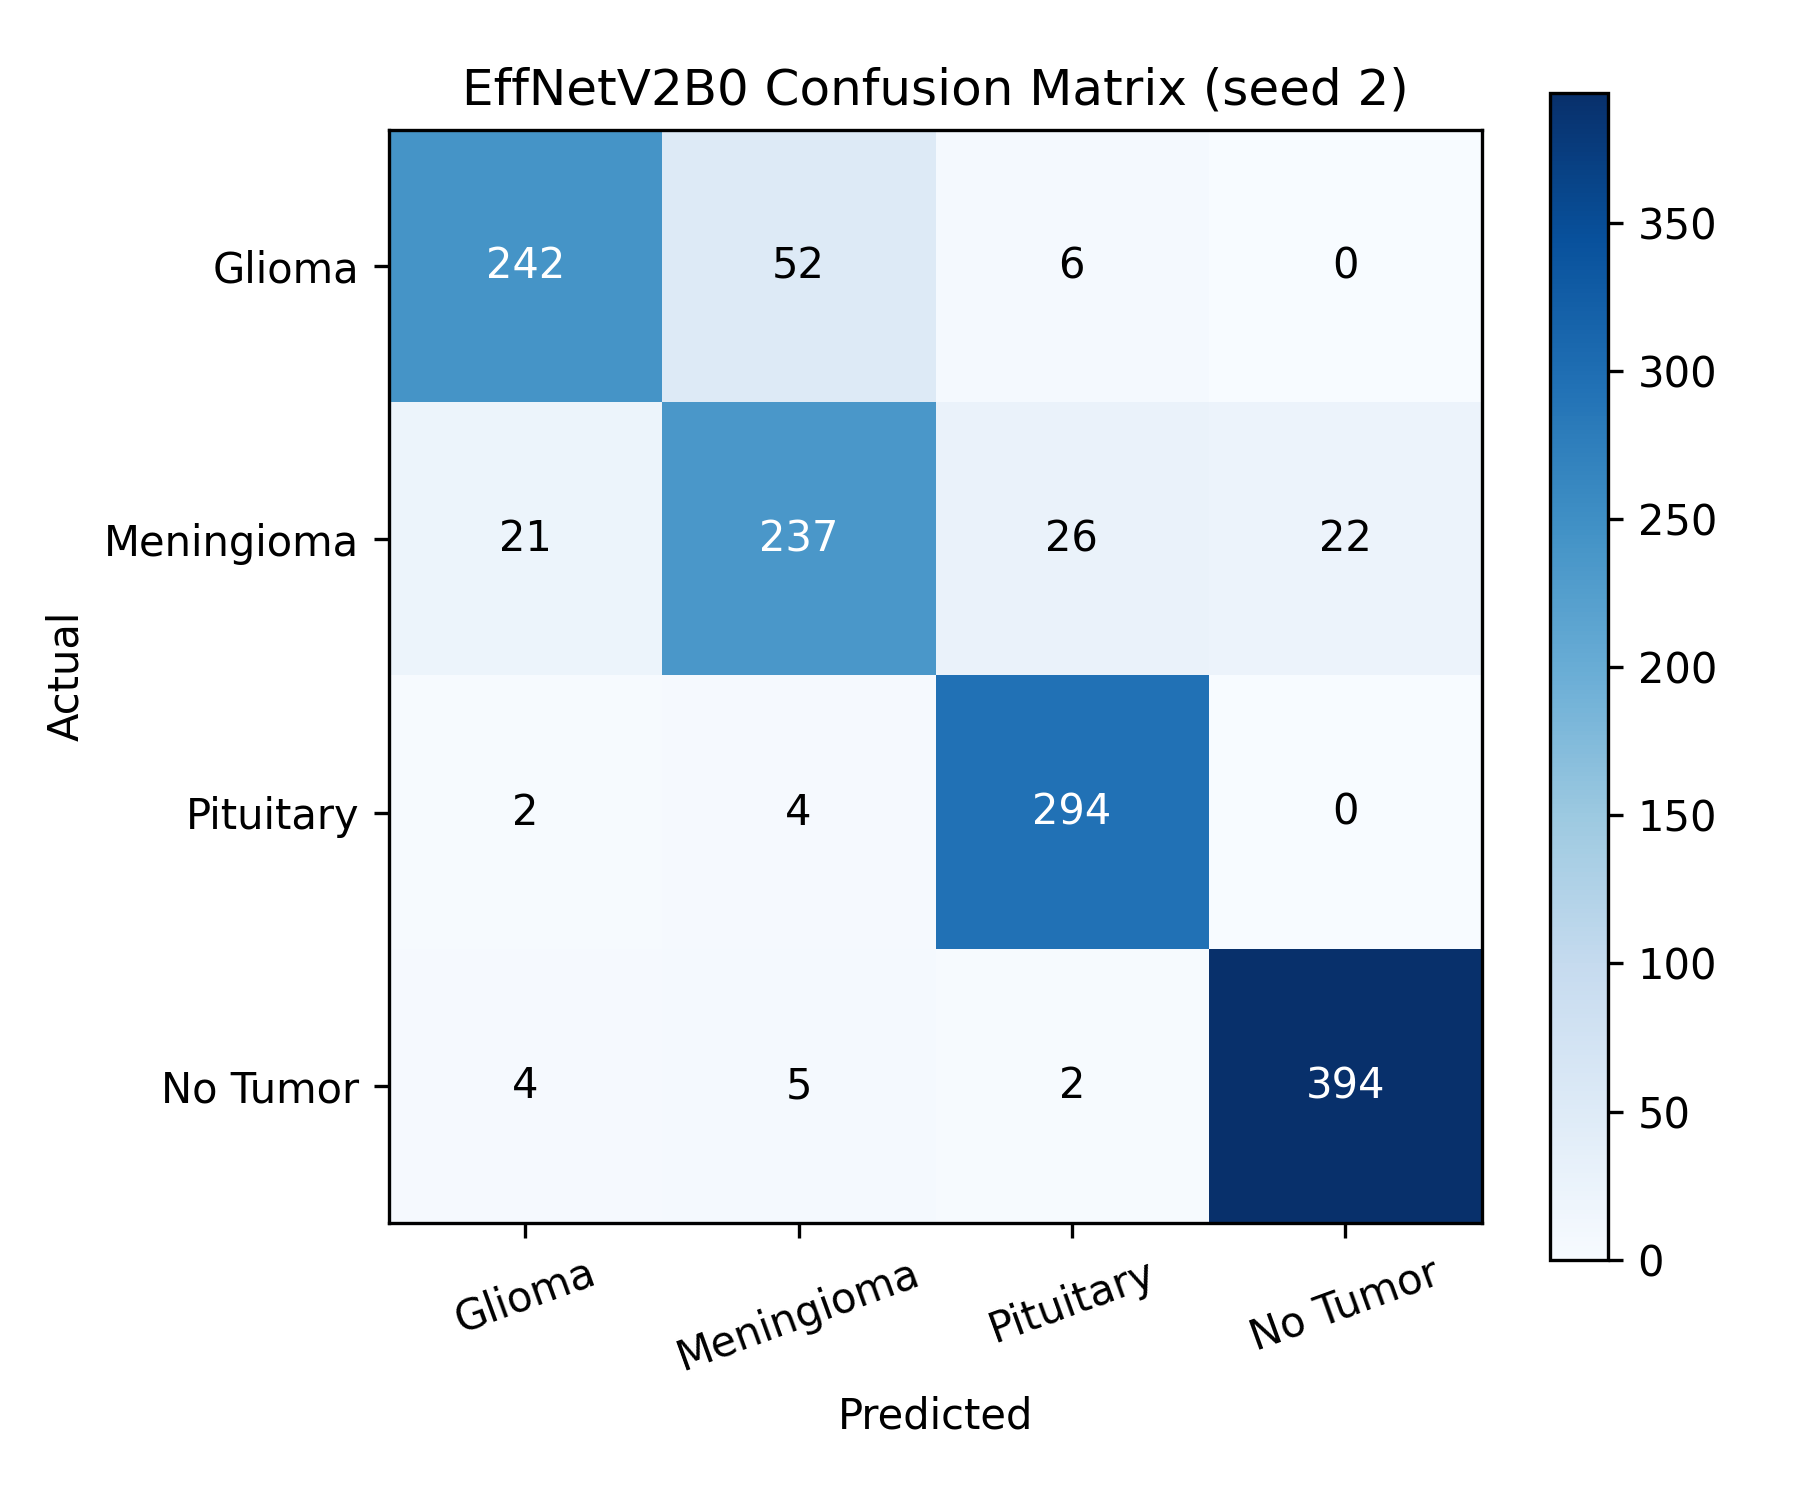 EffNetV2B0 Confusion Matrix (seed 2)
Actual
Glioma 242 52 6 0
Meningioma 21 237 26 22
Pituitary 2 4 294 0
No Tumor 4 5 2 394
Glioma Meningioma Pituitary No Tumor
Predicted
350
300
250
200
150
100
50
0